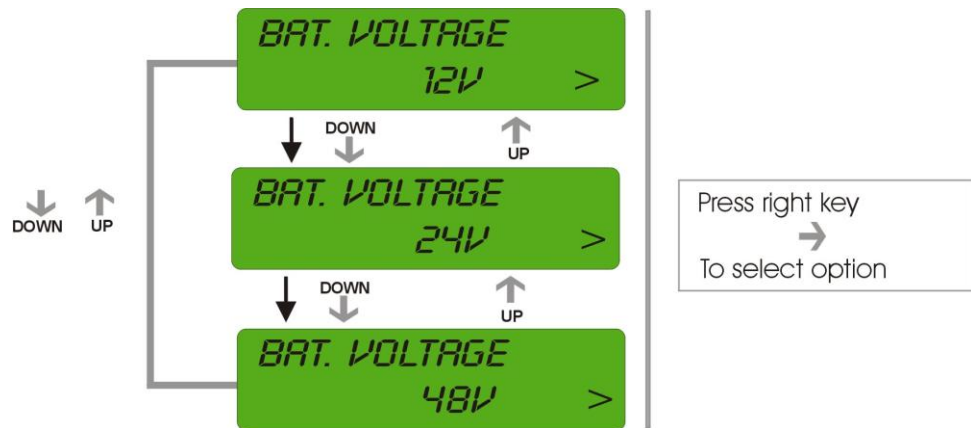 BAT. VOLTAGE
12V >
DOWN
UP
BAT. VOLTAGE
24V >
DOWN UP
Press right key
To select option
DOWN
UP
BAT. VOLTAGE
48V >